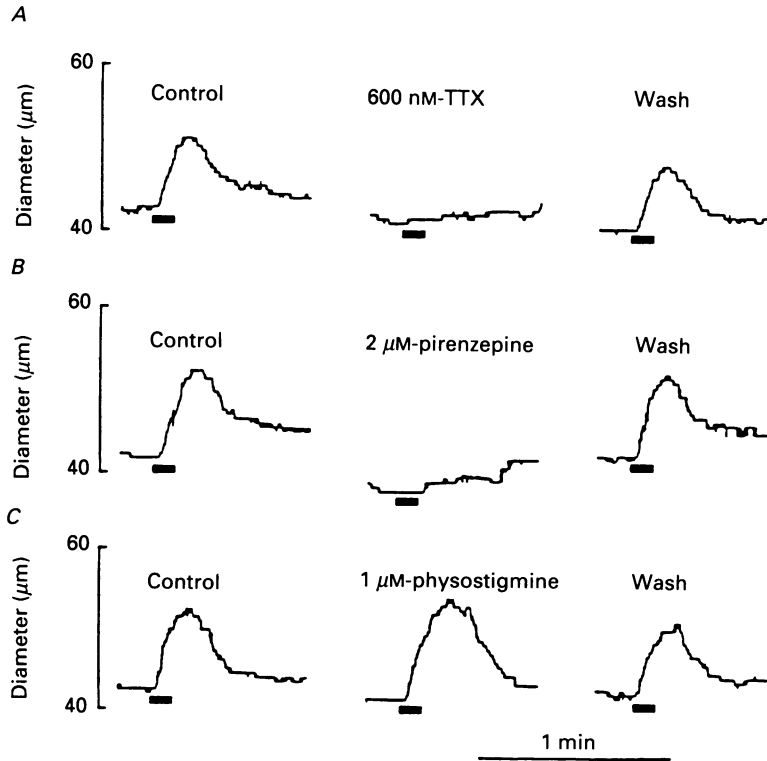 A
Diameter (μm)
60
40
Control
600 nM-TTX
Wash
B
Diameter (μm)
60
40
Control
2 μM-pirenzepine
Wash
C
Diameter (μm)
60
40
Control
1 μM-physostigmine
Wash
1 min